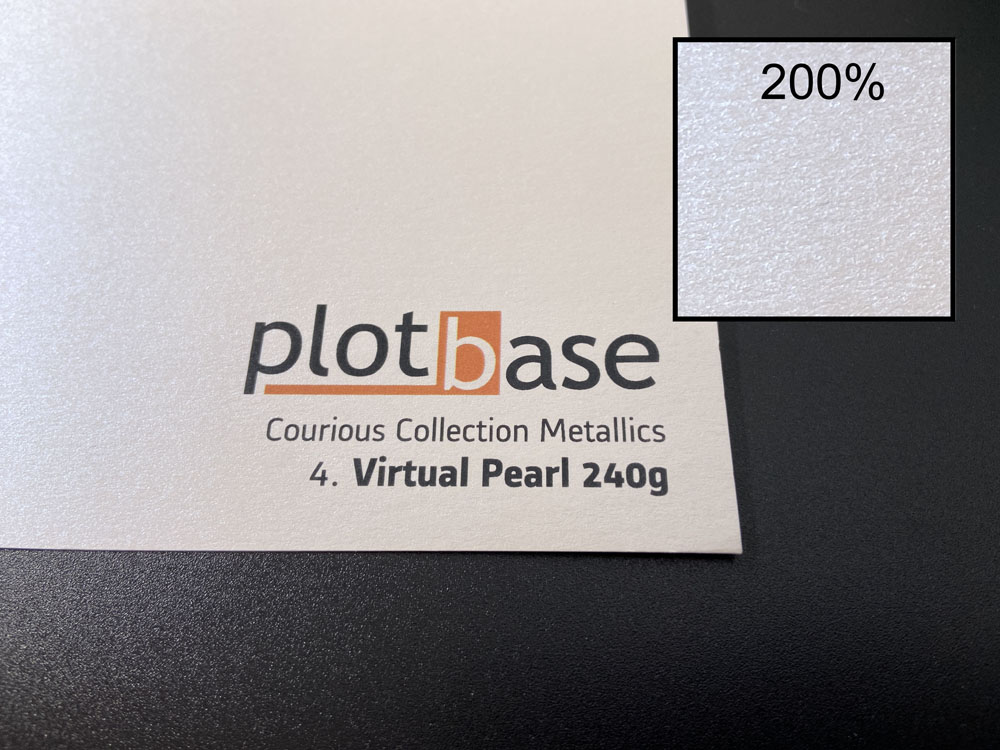 200%
plotbase
Courious Collection Metallics
4. Virtual Pearl 240g